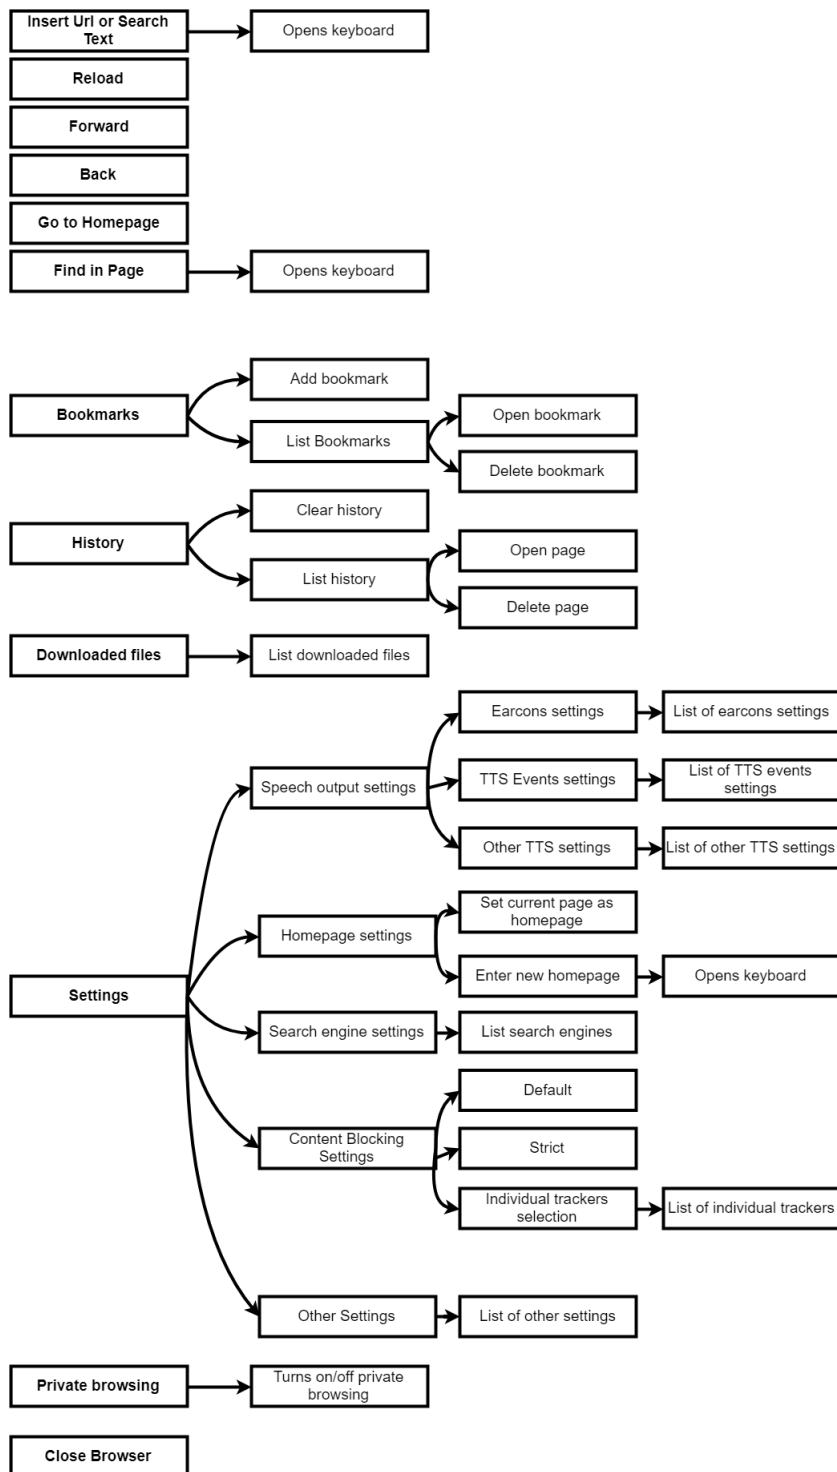 Insert Url or Search
Text
Opens keyboard
Reload
Forward
Back
Go to Homepage
Find in Page
Opens keyboard
Add bookmark
Bookmarks
Open bookmark
List Bookmarks
Delete bookmark
Clear history
History
Open page
List history
Delete page
Downloaded files
List downloaded files
Earcons settings
List of earcons settings
Speech output settings
TTS Events settings
List of TTS events
settings
Other TTS settings
List of other TTS settings
Set current page as
homepage
Homepage settings
Enter new homepage
Opens keyboard
Settings
Search engine settings
List search engines
Default
Content Blocking
Settings
Strict
Individual trackers
selection
List of individual trackers
Other Settings
List of other settings
Private browsing
Turns on/off private
browsing
Close Browser